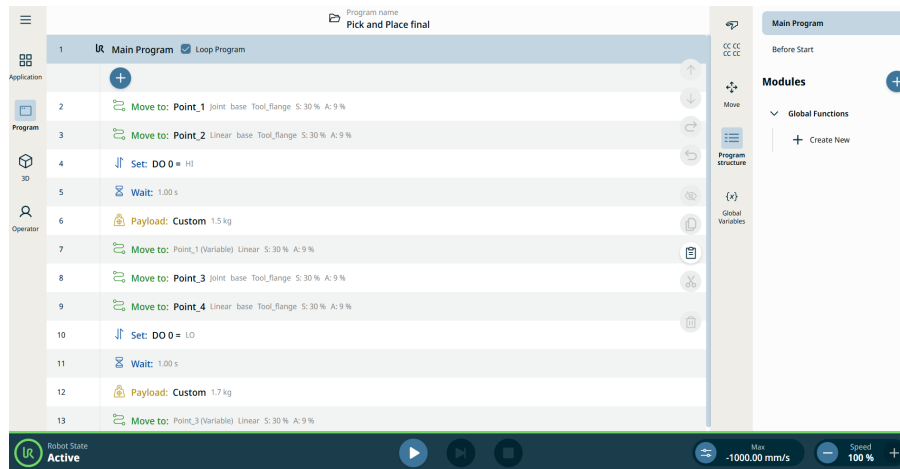 Program name
Pick and Place final
Application
Program
3D
Operator
1 Main Program Loop Program
2 Move to: Point_1 Joint base Tool_flange S: 30 % A: 9 %
3 Move to: Point_2 Linear base Tool_flange S: 30 % A: 9 %
4 Set: DO 0 = HI
5 Wait: 1.00 s
6 Payload: Custom 1.5 kg
7 Move to: Point_1 (Variable) Linear S: 30 % A: 9 %
8 Move to: Point_3 Joint base Tool_flange S: 30 % A: 9 %
9 Move to: Point_4 Linear base Tool_flange S: 30 % A: 9 %
10 Set: DO 0 = LO
11 Wait: 1.00 s
12 Payload: Custom 1.7 kg
13 Move to: Point_3 (Variable) Linear S: 30 % A: 9 %
CC CC
CC CC
Move
Program
structure
{x}
Global
Variables
Main Program
Before Start
Modules
Global Functions
Create New
UR
Robot State
Active
Max
-1000.00 mm/s
Speed
100 %